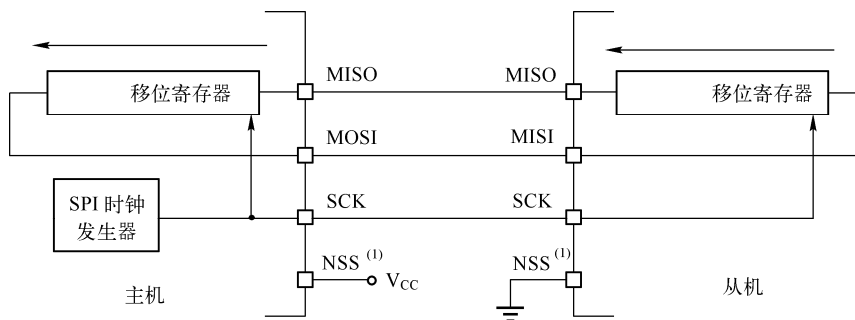 移位寄存器
MISO
MISO
移位寄存器
MOSI
MISI
SPI 时钟
发生器
SCK
SCK
NSS (1)
VCC
NSS (1)
主机
从机